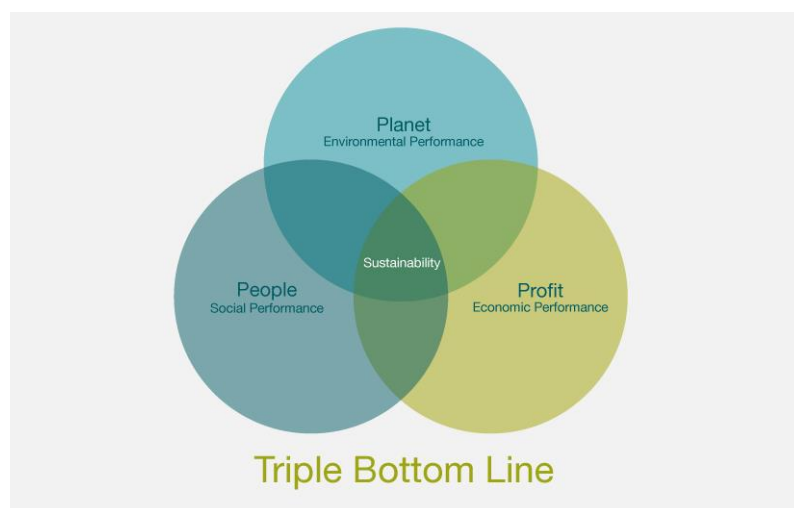 Planet
Environmental Performance
Sustainability
People
Social Performance
Profit
Economic Performance
Triple Bottom Line